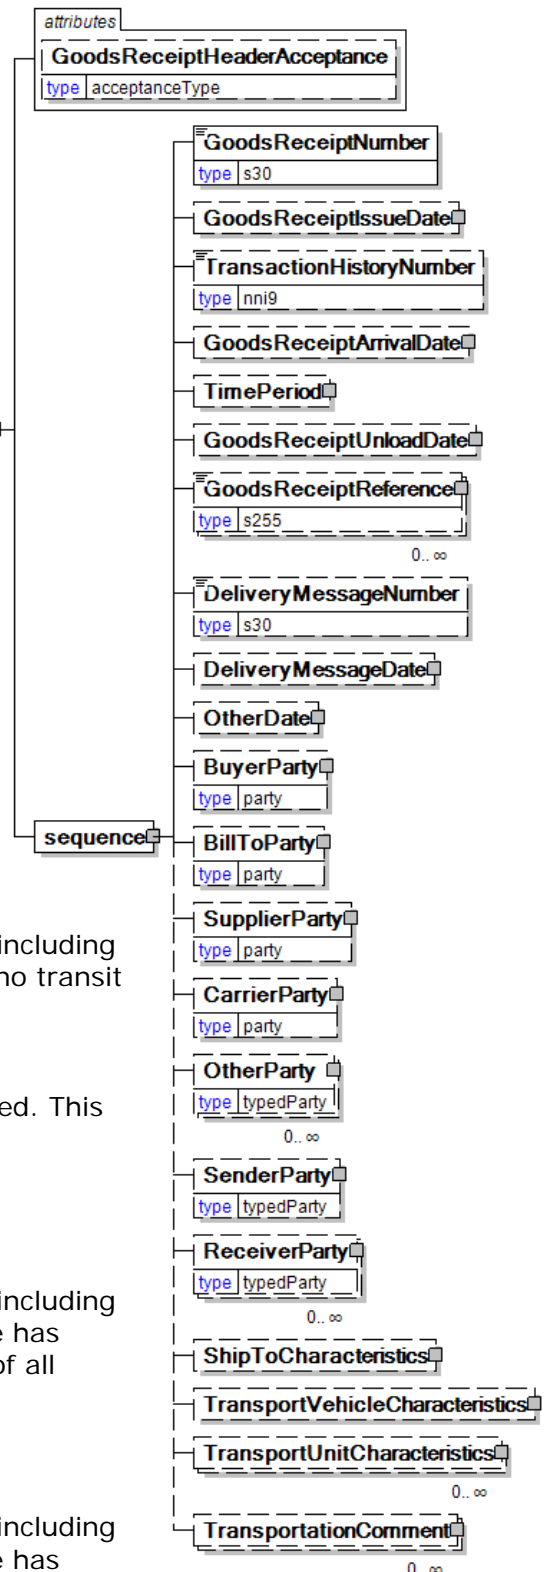 attributes
GoodsReceiptHeaderAcceptance
type acceptanceType
GoodsReceiptNumber
type s30
GoodsReceiptIssueDate
TransactionHistoryNumber
type nni9
GoodsReceiptArrivalDate
TimePeriod
GoodsReceiptUnloadDate
GoodsReceiptReference
type s255
0.. ∞
DeliveryMessageNumber
type s30
DeliveryMessageDate
OtherDate
BuyerParty
type party
sequence
BillToParty
type party
SupplierParty
type party
including
no transit
CarrierParty
type party
OtherParty
type typedParty
0.. ∞
ed. This
SenderParty
type typedParty
ReceiverParty
type typedParty
0.. ∞
including
e has
of all
ShipToCharacteristics
TransportVehicleCharacteristics
TransportUnitCharacteristics
0.. ∞
including
e has
TransportationComment
0.. ∞